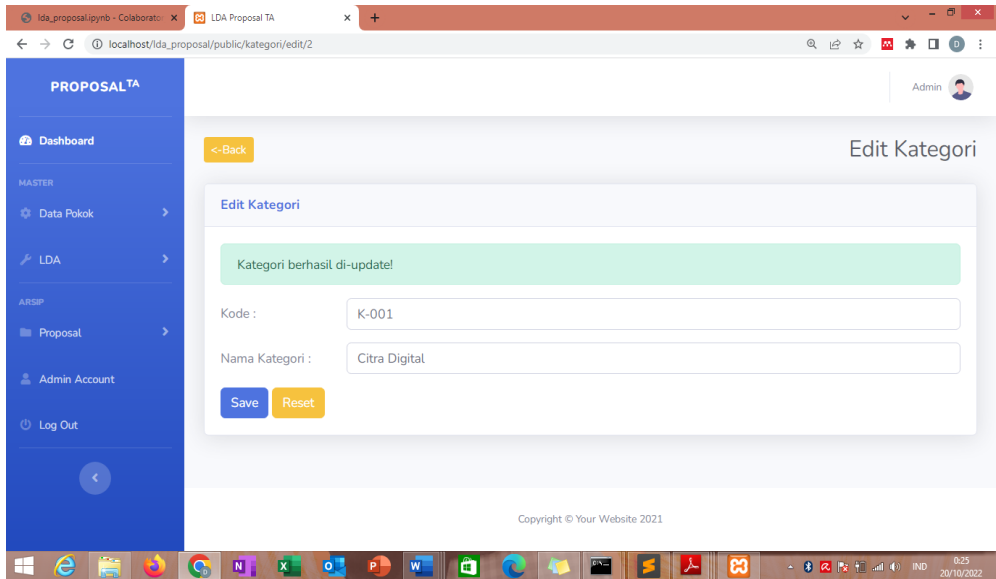 lda_proposal.ipynb - Colaborator
LDA Proposal TA
localhost/lda_proposal/public/kategori/edit/2
D
PROPOSALTA
Admin
Dashboard
<-Back
Edit Kategori
MASTER
Data Pokok
Edit Kategori
LDA
Kategori berhasil di-update!
ARSIP
Kode :
K-001
Proposal
Nama Kategori :
Citra Digital
Admin Account
Save
Reset
Log Out
Copyright © Your Website 2021
IND
0:25
20/10/2022